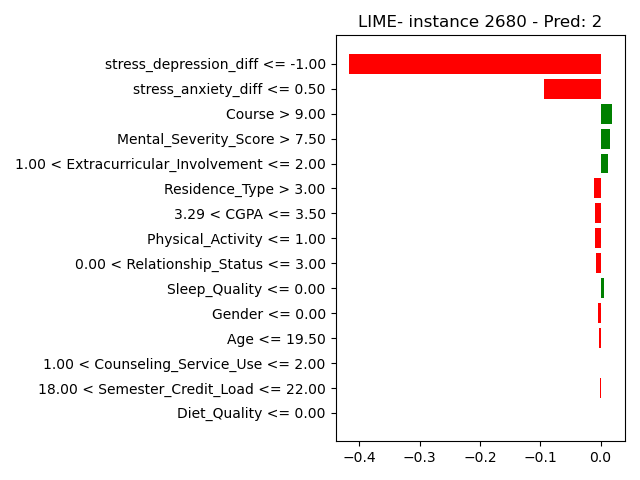 LIME- instance 2680 - Pred: 2
stress_depression_diff <= -1.00
stress_anxiety_diff <= 0.50
Course > 9.00
Mental_Severity_Score > 7.50
1.00 < Extracurricular_Involvement <= 2.00
Residence_Type > 3.00
3.29 < CGPA <= 3.50
Physical_Activity <= 1.00
0.00 < Relationship_Status <= 3.00
Sleep_Quality <= 0.00
Gender <= 0.00
Age <= 19.50
1.00 < Counseling_Service_Use <= 2.00
18.00 < Semester_Credit_Load <= 22.00
Diet_Quality <= 0.00
−0.4 −0.3 −0.2 −0.1 0.0